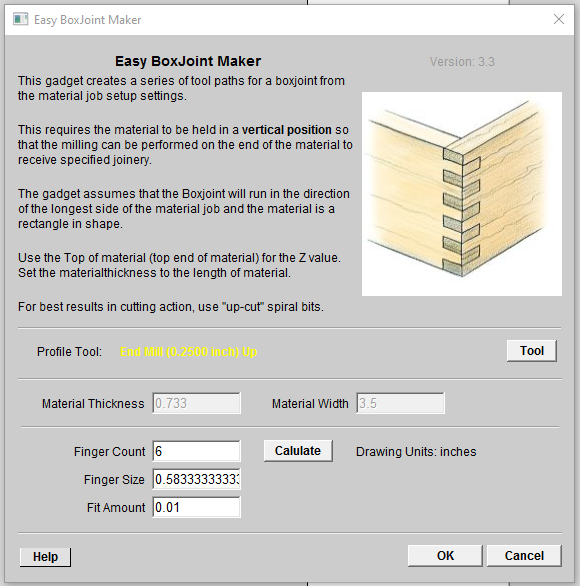 Easy BoxJoint Maker
Easy BoxJoint Maker
Version: 3.3
This gadget creates a series of tool paths for a boxjoint from
the material job setup settings.
This requires the material to be held in a vertical position so
that the milling can be performed on the end of the material to
receive specified joinery.
The gadget assumes that the Boxjoint will run in the direction
of the longest side of the material job and the material is a
rectangle in shape.
Use the Top of material (top end of material) for the Z value.
Set the materialthickness to the length of material.
For best results in cutting action, use "up-cut" spiral bits.
Profile Tool: End Mill (0.2500 inch) Up Tool
Material Thickness 0.733 Material Width 3.5
Finger Count 6 Calulate Drawing Units: inches
Finger Size 0.58333333333
Fit Amount 0.01
Help OK Cancel